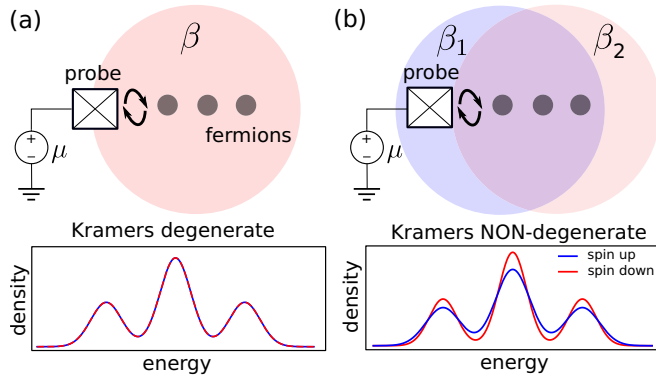 (a)
β
probe
fermions
+
−
μ
Kramers degenerate
density
energy
(b)
β1
β2
probe
+
−
μ
Kramers NON-degenerate
spin up
spin down
density
energy